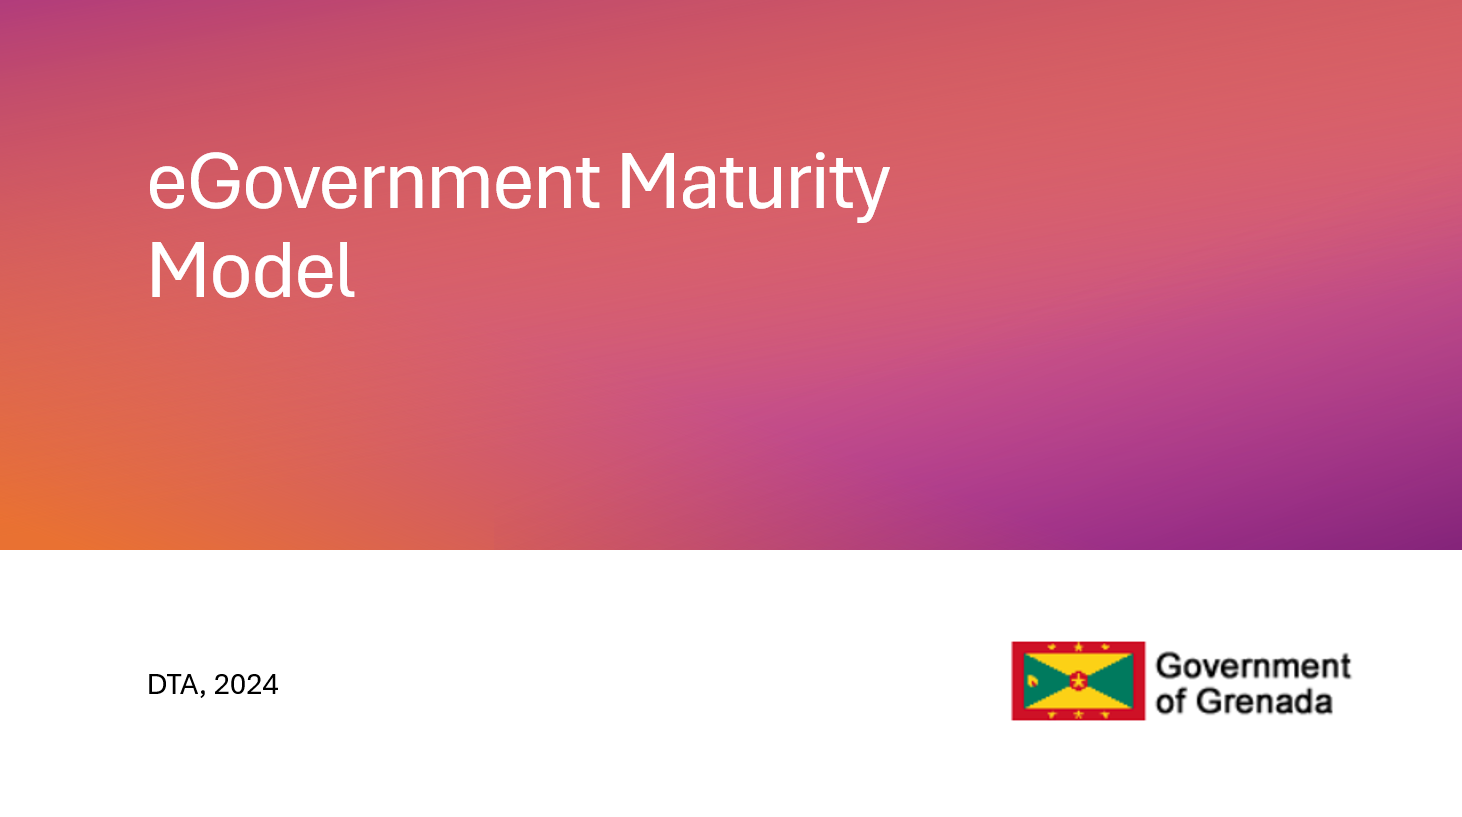 eGovernment Maturity
Model
DTA, 2024
Government
of Grenada